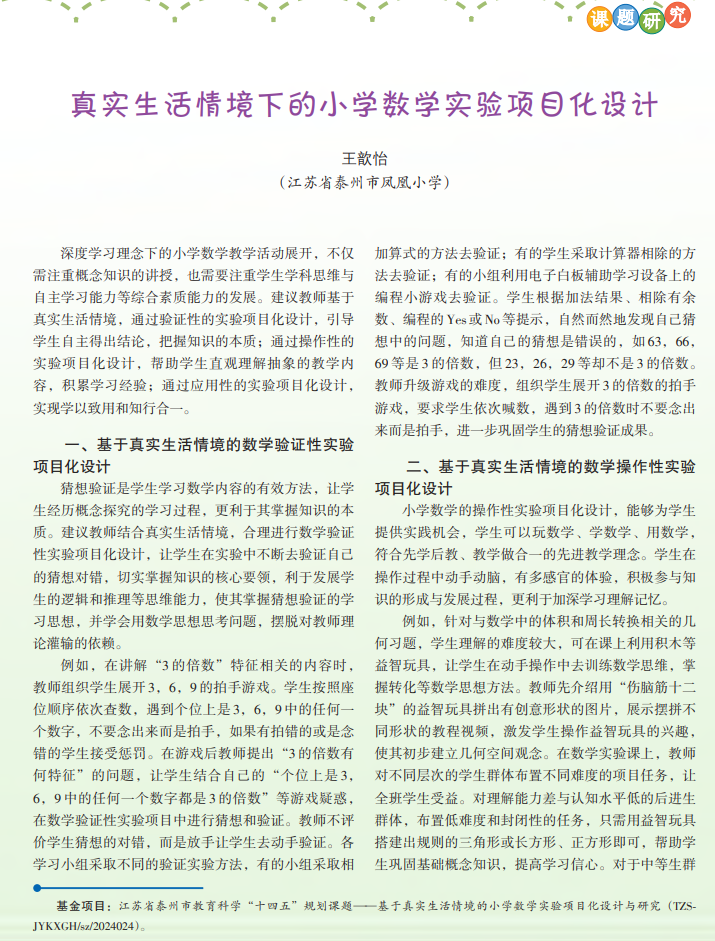 课题研究
真实生活情境下的小学数学实验项目化设计
王歆怡
（江苏省泰州市凤凰小学）
深度学习理念下的小学数学教学活动展开，不仅
需注重概念知识的讲授，也需要注重学生学科思维与
自主学习能力等综合素质能力的发展。建议教师基于
真实生活情境，通过验证性的实验项目化设计，引导
学生自主得出结论，把握知识的本质；通过操作性的
实验项目化设计，帮助学生直观理解抽象的教学内
容，积累学习经验；通过应用性的实验项目化设计，
实现学以致用和知行合一。
一、基于真实生活情境的数学验证性实验
项目化设计
猜想验证是学生学习数学内容的有效方法，让学
生经历概念探究的学习过程，更利于其掌握知识的本
质。建议教师结合真实生活情境，合理进行数学验证
性实验项目化设计，让学生在实验中不断去验证自己
的猜想对错，切实掌握知识的核心要领，利于发展学
生的逻辑和推理等思维能力，使其掌握猜想验证的学
习思想，并学会用数学思想思考问题，摆脱对教师理
论灌输的依赖。
例如，在讲解“3的倍数”特征相关的内容时，
教师组织学生展开3，6，9的拍手游戏。学生按照座
位顺序依次查数，遇到个位上是3，6，9中的任何一
个数字，不要念出来而是拍手，如果有拍错的或是念
错的学生接受惩罚。在游戏后教师提出“3的倍数有
何特征”的问题，让学生结合自己的“个位上是3，
6，9中的任何一个数字都是3的倍数”等游戏疑惑，
在数学验证性实验项目中进行猜想和验证。教师不评
价学生猜想的对错，而是放手让学生去动手验证。各
学习小组采取不同的验证实验方法，有的小组采取相
加算式的方法去验证；有的学生采取计算器相除的方
法去验证；有的小组利用电子白板辅助学习设备上的
编程小游戏去验证。学生根据加法结果、相除有余
数、编程的Yes或No等提示，自然而然地发现自己猜
想中的问题，知道自己的猜想是错误的，如63，66，
69等是3的倍数，但23，26，29等却不是3的倍数。
教师升级游戏的难度，组织学生展开3的倍数的拍手
游戏，要求学生依次喊数，遇到3的倍数时不要念出
来而是拍手，进一步巩固学生的猜想验证成果。
二、基于真实生活情境的数学操作性实验
项目化设计
小学数学的操作性实验项目化设计，能够为学生
提供实践机会，学生可以玩数学、学数学、用数学，
符合先学后教、教学做合一的先进教学理念。学生在
操作过程中动手动脑，有多感官的体验，积极参与知
识的形成与发展过程，更利于加深学习理解记忆。
例如，针对与数学中的体积和周长转换相关的几
何习题，学生理解的难度较大，可在课上利用积木等
益智玩具，让学生在动手操作中去训练数学思维，掌
握转化等数学思想方法。教师先介绍用“伤脑筋十二
块”的益智玩具拼出有创意形状的图片，展示摆拼不
同形状的教程视频，激发学生操作益智玩具的兴趣，
使其初步建立几何空间观念。在数学实验课上，教师
对不同层次的学生群体布置不同难度的项目任务，让
全班学生受益。对理解能力差与认知水平低的后进生
群体，布置低难度和封闭性的任务，只需用益智玩具
搭建出规则的三角形或长方形、正方形即可，帮助学
生巩固基础概念知识，提高学习信心。对于中等生群
基金项目：江苏省泰州市教育科学“十四五”规划课题——基于真实生活情境的小学数学实验项目化设计与研究（TZS-
JYKXGH/sz/2024024）。